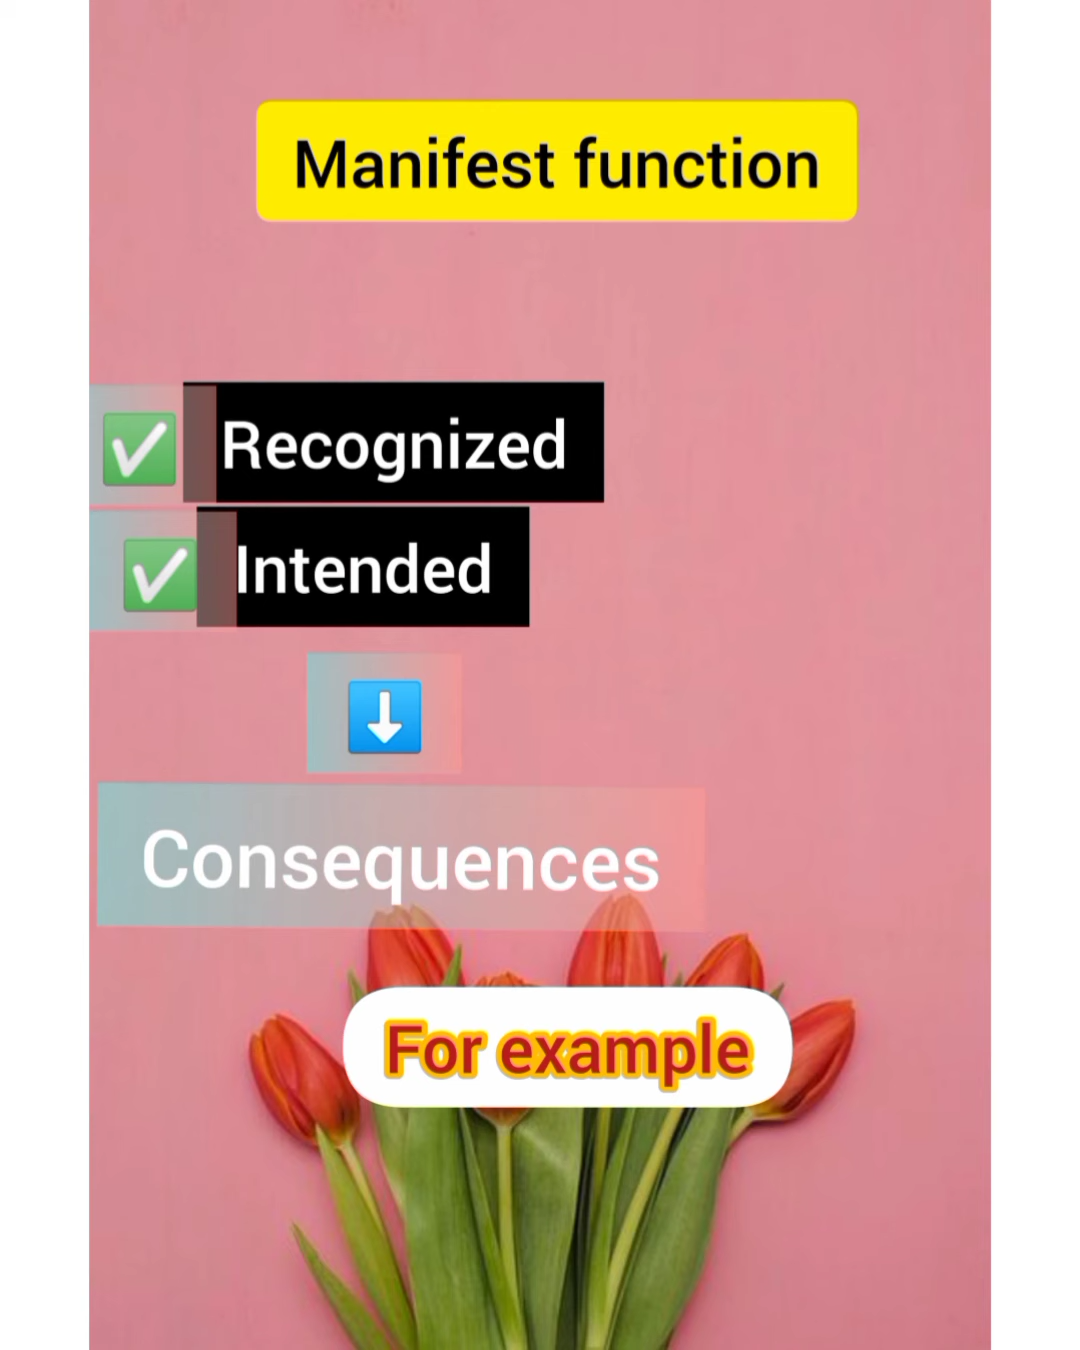 Manifest function
✅ Recognized
✅ Intended
⬇️
Consequences
For example